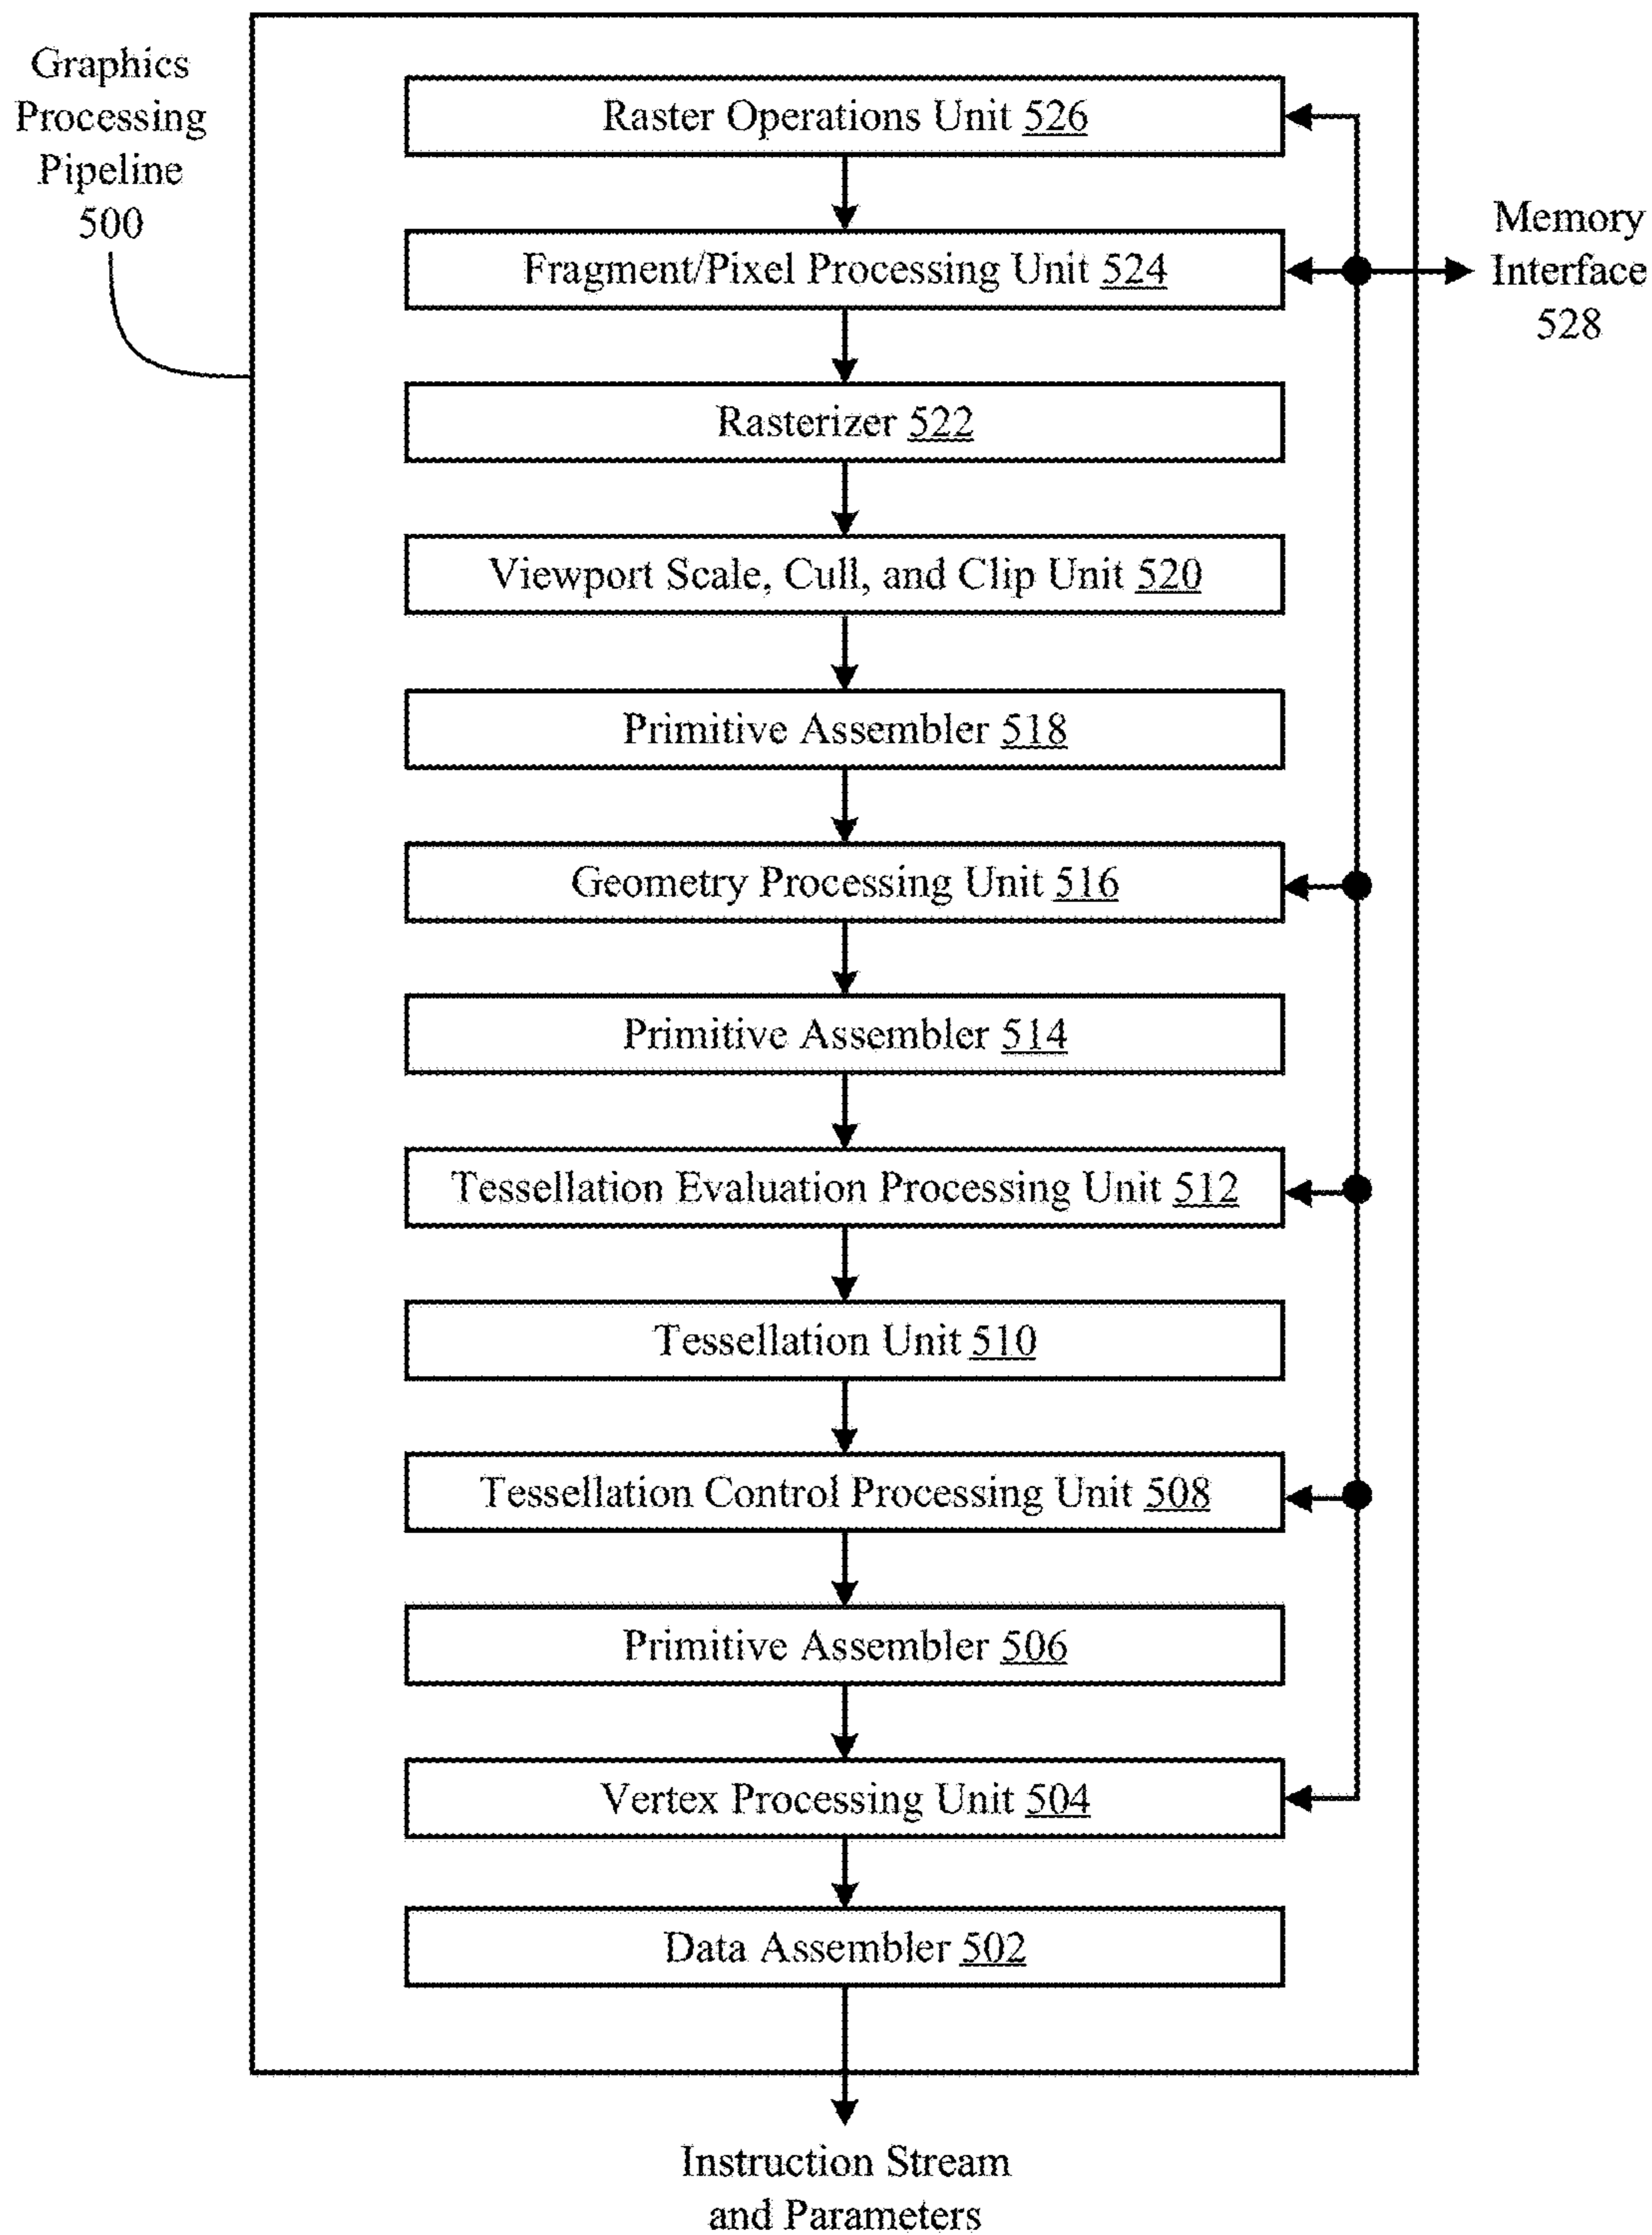 Graphics
Processing
Pipeline
500
Raster Operations Unit 526
Fragment/Pixel Processing Unit 524
Memory
Interface
528
Rasterizer 522
Viewport Scale, Cull, and Clip Unit 520
Primitive Assembler 518
Geometry Processing Unit 516
Primitive Assembler 514
Tessellation Evaluation Processing Unit 512
Tessellation Unit 510
Tessellation Control Processing Unit 508
Primitive Assembler 506
Vertex Processing Unit 504
Data Assembler 502
Instruction Stream
and Parameters